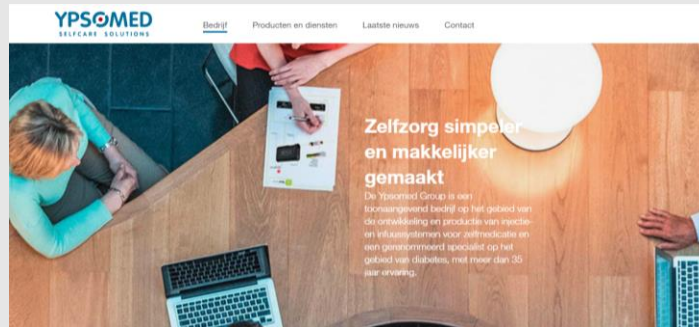 YPSOMED
SELFCARE SOLUTIONS
Bedrijf Producten en diensten Laatste nieuws Contact
Zelfzorg simpeler
en makkelijker
gemaakt
De Ypsomed Group is een
toonaangevend bedrijf op het gebied van
de ontwikkeling en productie van injectie-
en infuussystemen voor zelfmedicatie en
een gerenommeerd specialist op het
gebied van diabetes, met meer dan 35
jaar ervaring.